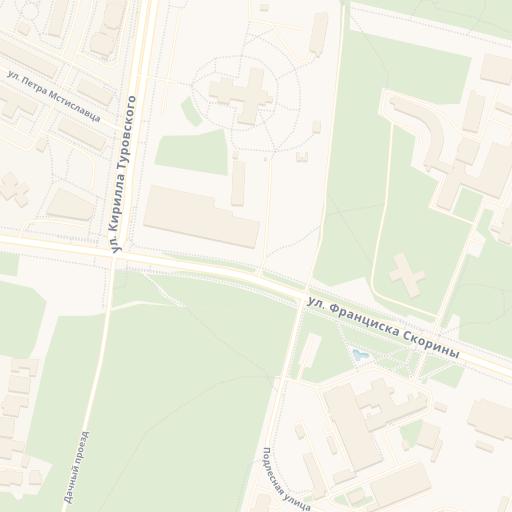 ул. Петра Мстиславца
ул. Кирилла Туровского
ул. Франциска Скорины
Дачный проезд
Подлесная улица